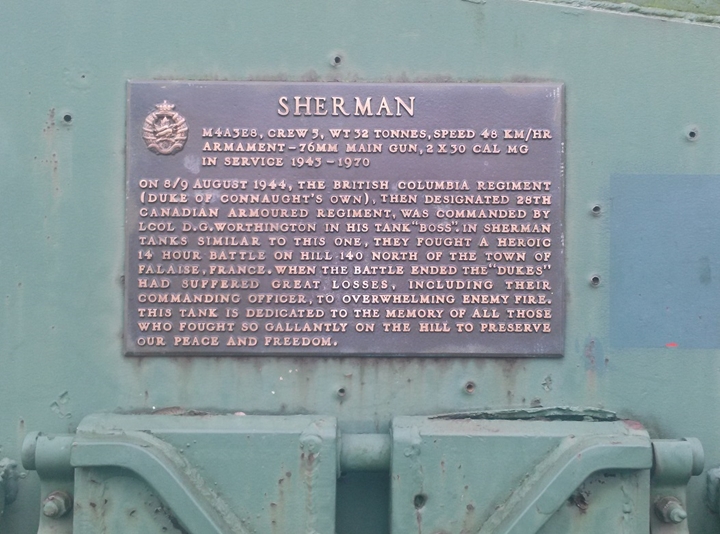 SHERMAN
M4A3E8, CREW 5, WT 32 TONNES, SPEED 48 KM/HR
ARMAMENT-76MM MAIN GUN, 2 X 30 CAL MG
IN SERVICE 1945-1970
ON 8/9 AUGUST 1944, THE BRITISH COLUMBIA REGIMENT
(DUKE OF CONNAUGHT'S OWN), THEN DESIGNATED 28TH
CANADIAN ARMOURED REGIMENT, WAS COMMANDED BY
LCOL D.G.WORTHINGTON IN HIS TANK "BOSS". IN SHERMAN
TANKS SIMILAR TO THIS ONE, THEY FOUGHT A HEROIC
14 HOUR BATTLE ON HILL 140 NORTH OF THE TOWN OF
FALAISE, FRANCE. WHEN THE BATTLE ENDED THE "DUKES"
HAD SUFFERED GREAT LOSSES, INCLUDING THEIR
COMMANDING OFFICER, TO OVERWHELMING ENEMY FIRE.
THIS TANK IS DEDICATED TO THE MEMORY OF ALL THOSE
WHO FOUGHT SO GALLANTLY ON THE HILL TO PRESERVE
OUR PEACE AND FREEDOM.